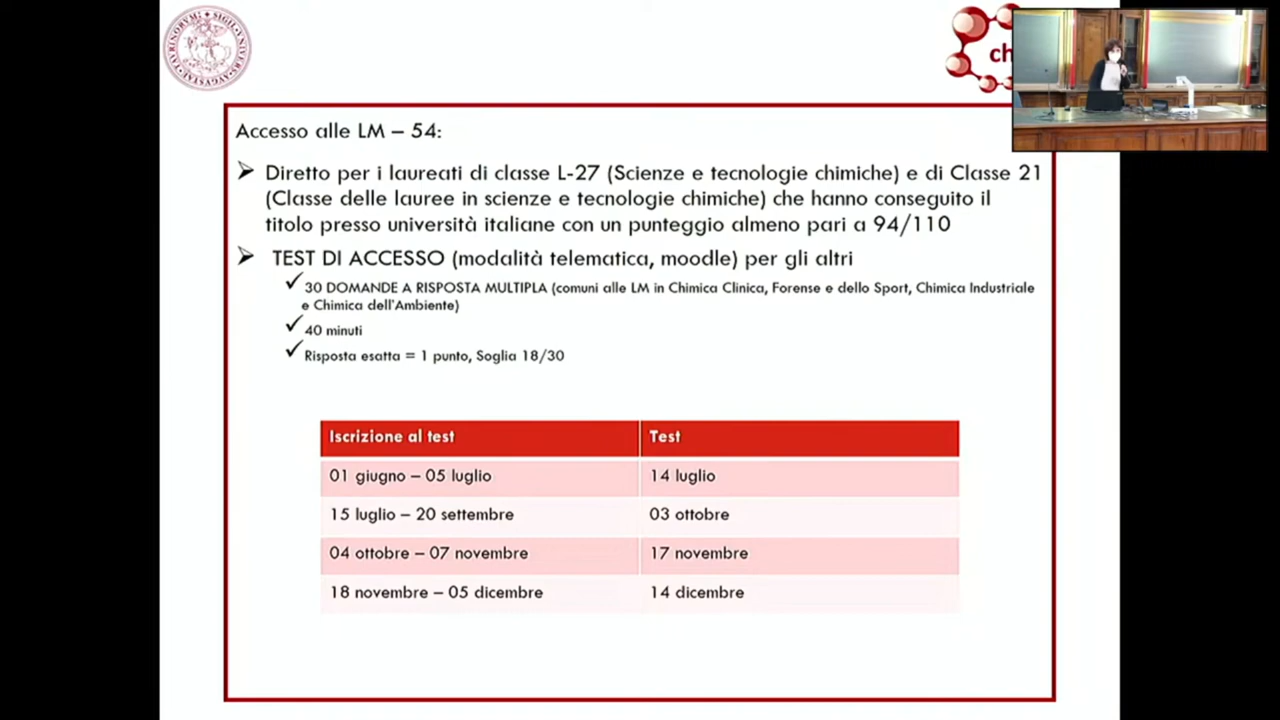 ch
Accesso alle LM – 54:
➢ Diretto per i laureati di classe L-27 (Scienze e tecnologie chimiche) e di Classe 21
(Classe delle lauree in scienze e tecnologie chimiche) che hanno conseguito il
titolo presso università italiane con un punteggio almeno pari a 94/110
➢ TEST DI ACCESSO (modalità telematica, moodle) per gli altri
✓ 30 DOMANDE A RISPOSTA MULTIPLA (comuni alle LM in Chimica Clinica, Forense e dello Sport, Chimica Industriale
e Chimica dell'Ambiente)
✓ 40 minuti
✓ Risposta esatta = 1 punto, Soglia 18/30
Iscrizione al test Test
01 giugno – 05 luglio 14 luglio
15 luglio – 20 settembre 03 ottobre
04 ottobre – 07 novembre 17 novembre
18 novembre – 05 dicembre 14 dicembre